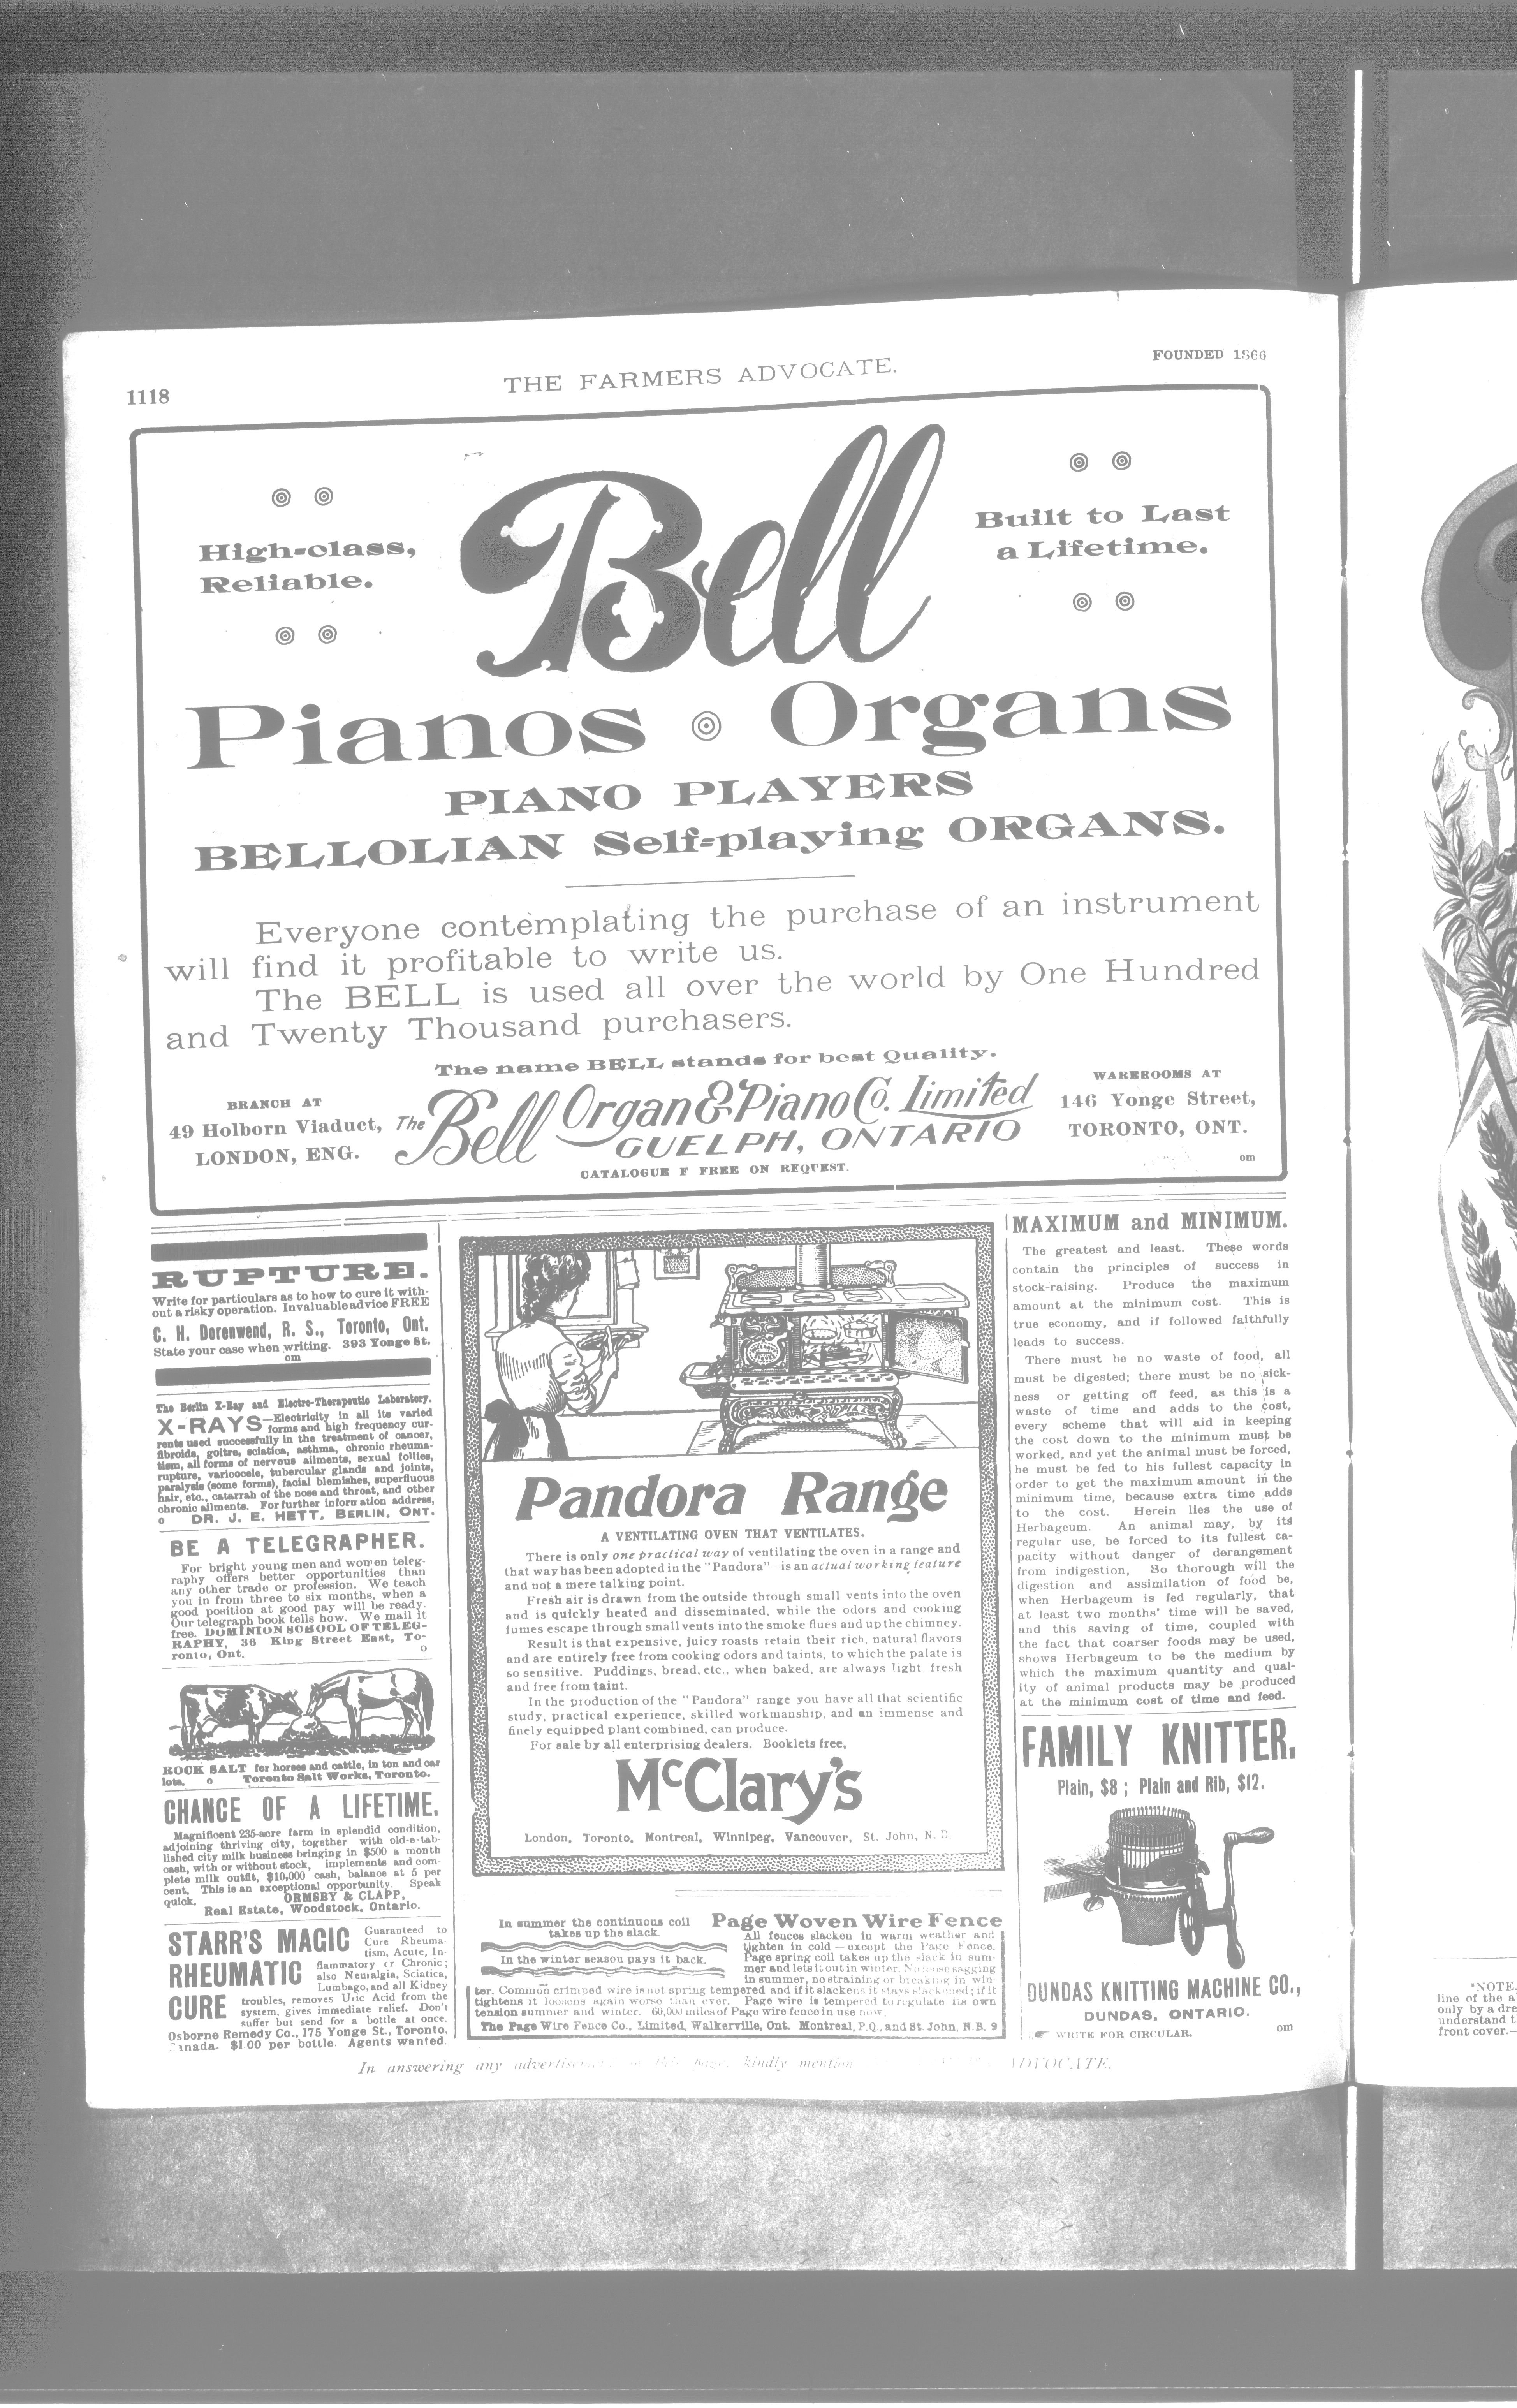 1118
THE FARMERS ADVOCATE.
FOUNDED 1866
High-class,
Reliable.
Bell
Built to Last
a Lifetime.
Pianos Organs
PIANO PLAYERS
BELLOLIAN Self-playing ORGANS.
Everyone contemplating the purchase of an instrument
will find it profitable to write us.
The BELL is used all over the world by One Hundred
and Twenty Thousand purchasers.
The name BELL stands for best Quality.
BRANCH AT
49 Holborn Viaduct,
LONDON, ENG.
The Bell Organ & Piano Co. Limited
GUELPH, ONTARIO
CATALOGUE F FREE ON REQUEST.
WAREROOMS AT
146 Yonge Street,
TORONTO, ONT.
om
RUPTURE.
Write for particulars as to how to cure it with-
out a risky operation. Invaluable advice FREE
C. H. Dorenwend, R. S., Toronto, Ont.
State your case when writing. 393 Yonge St.
om
The Berlin X-Ray and Electro-Therapeutic Laboratory.
X-RAYS—Electricity in all its varied
forms and high frequency cur-
rents used successfully in the treatment of cancer,
fibroids, goitre, sciatica, asthma, chronic rheuma-
tism, all forms of nervous ailments, sexual follies,
rupture, varicocele, tubercular glands and joints,
paralysis (some forms), facial blemishes, superfluous
hair, etc., catarrah of the nose and throat, and other
chronic ailments. For further information address,
o DR. J. E. HETT, BERLIN, ONT.
BE A TELEGRAPHER.
For bright young men and women teleg-
raphy offers better opportunities than
any other trade or profession. We teach
you in from three to six months, when a
good position at good pay will be ready.
Our telegraph book tells how. We mail it
free. DOMINION SCHOOL OF TELEG-
RAPHY, 36 King Street East, To-
ronto, Ont. o
ROCK SALT for horses and cattle, in ton and car
lots. o Toronto Salt Works, Toronto.
CHANCE OF A LIFETIME.
Magnificent 235-acre farm in splendid condition,
adjoining thriving city, together with old-e-tab-
lished city milk business bringing in $500 a month
cash, with or without stock, implements and com-
plete milk outfit, $10,000 cash, balance at 5 per
cent. This is an exceptional opportunity. Speak
quick. ORMSBY & CLAPP,
Real Estate, Woodstock, Ontario.
STARR'S MAGIC
RHEUMATIC
CURE
Guaranteed to
Cure Rheuma-
tism, Acute, In-
flammatory or Chronic;
also Neuralgia, Sciatica,
Lumbago, and all Kidney
troubles, removes Uric Acid from the
system, gives immediate relief. Don't
suffer but send for a bottle at once.
Osborne Remedy Co., 175 Yonge St., Toronto,
Canada. $1.00 per bottle. Agents wanted.
Pandora Range
A VENTILATING OVEN THAT VENTILATES.
There is only one practical way of ventilating the oven in a range and
that way has been adopted in the "Pandora"—is an actual working feature
and not a mere talking point.
Fresh air is drawn from the outside through small vents into the oven
and is quickly heated and disseminated, while the odors and cooking
fumes escape through small vents into the smoke flues and up the chimney.
Result is that expensive, juicy roasts retain their rich, natural flavors
and are entirely free from cooking odors and taints, to which the palate is
so sensitive. Puddings, bread, etc., when baked, are always light, fresh
and free from taint.
In the production of the "Pandora" range you have all that scientific
study, practical experience, skilled workmanship, and an immense and
finely equipped plant combined, can produce.
For sale by all enterprising dealers. Booklets free.
McClary's
London, Toronto, Montreal, Winnipeg, Vancouver, St. John, N. B.
In summer the continuous coil
takes up the slack.
In the winter season pays it back.
Page Woven Wire Fence
All fences slacken in warm weather and
tighten in cold — except the Page Fence.
Page spring coil takes up the slack in sum-
mer and lets it out in winter. No loose sagging
in summer, no straining or breaking in win-
ter. Common crimped wire is not spring tempered and if it slackens it stays slackened; if it
tightens it loosens again worse than ever. Page wire is tempered to regulate its own
tension summer and winter. 60,000 miles of Page wire fence in use now.
The Page Wire Fence Co., Limited, Walkerville, Ont. Montreal, P.Q., and St. John, N.B. 9
MAXIMUM and MINIMUM.
The greatest and least. These words
contain the principles of success in
stock-raising. Produce the maximum
amount at the minimum cost. This is
true economy, and if followed faithfully
leads to success.
There must be no waste of food, all
must be digested; there must be no sick-
ness or getting off feed, as this is a
waste of time and adds to the cost,
every scheme that will aid in keeping
the cost down to the minimum must be
worked, and yet the animal must be forced,
he must be fed to his fullest capacity in
order to get the maximum amount in the
minimum time, because extra time adds
to the cost. Herein lies the use of
Herbageum. An animal may, by its
regular use, be forced to its fullest ca-
pacity without danger of derangement
from indigestion, So thorough will the
digestion and assimilation of food be,
when Herbageum is fed regularly, that
at least two months' time will be saved,
and this saving of time, coupled with
the fact that coarser foods may be used,
shows Herbageum to be the medium by
which the maximum quantity and qual-
ity of animal products may be produced
at the minimum cost of time and feed.
FAMILY KNITTER.
Plain, $8; Plain and Rib, $12.
DUNDAS KNITTING MACHINE CO.,
DUNDAS, ONTARIO.
WRITE FOR CIRCULAR. om
In answering any advertisement on this page, kindly mention ADVOCATE.
*NOTE.
line of the a
only by a dre
understand t
front cover.—